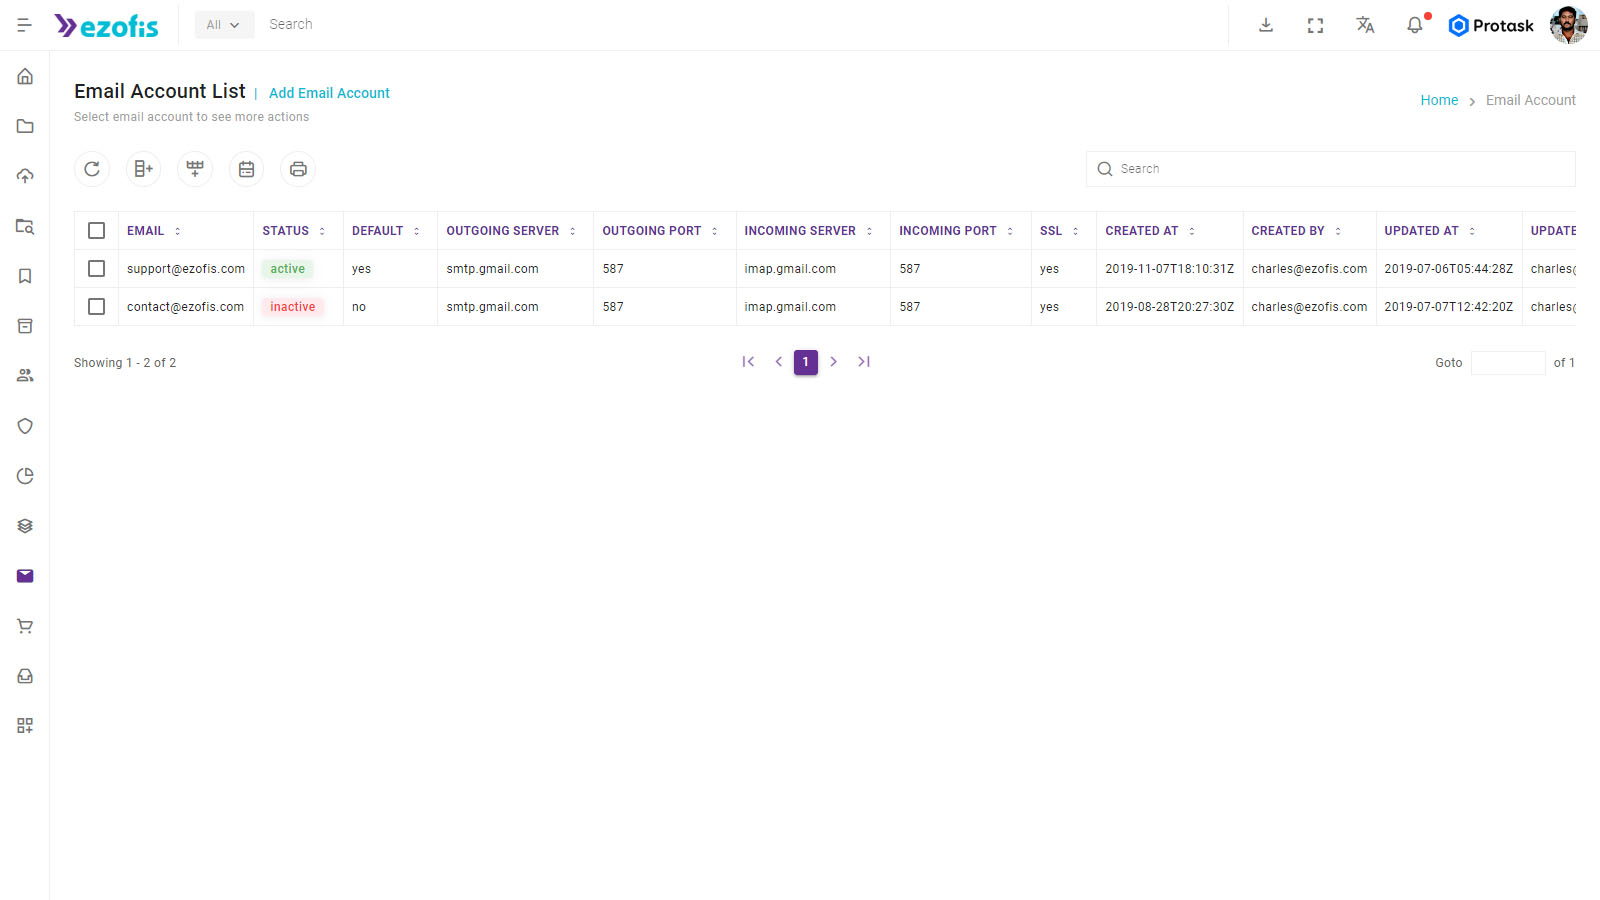 ezofis All Search Protask
Email Account List | Add Email Account
Home > Email Account
Select email account to see more actions
Search
EMAIL STATUS DEFAULT OUTGOING SERVER OUTGOING PORT INCOMING SERVER INCOMING PORT SSL CREATED AT CREATED BY UPDATED AT UPDATE
support@ezofis.com active yes smtp.gmail.com 587 imap.gmail.com 587 yes 2019-11-07T18:10:31Z charles@ezofis.com 2019-07-06T05:44:28Z charles@
contact@ezofis.com inactive no smtp.gmail.com 587 imap.gmail.com 587 yes 2019-08-28T20:27:30Z charles@ezofis.com 2019-07-07T12:42:20Z charles@
Showing 1 - 2 of 2 1 Goto of 1